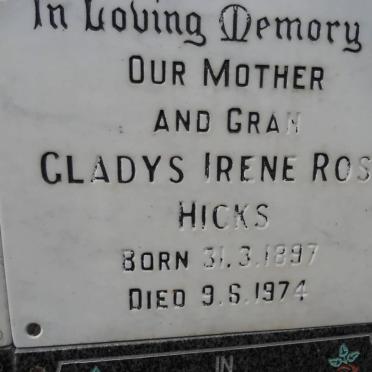 In Loving Memory
OUR MOTHER
AND GRAN
GLADYS IRENE ROS
HICKS
BORN 31.3.1897
DIED 9.6.1974
IN